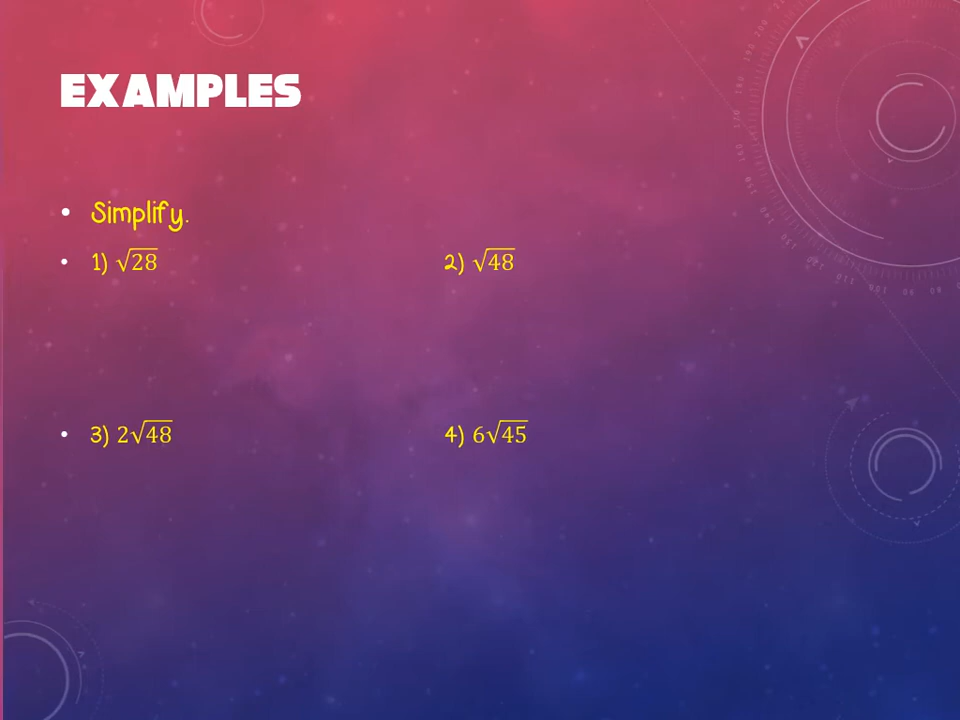 EXAMPLES
• Simplify.
• 1) √28 2) √48
• 3) 2√48 4) 6√45